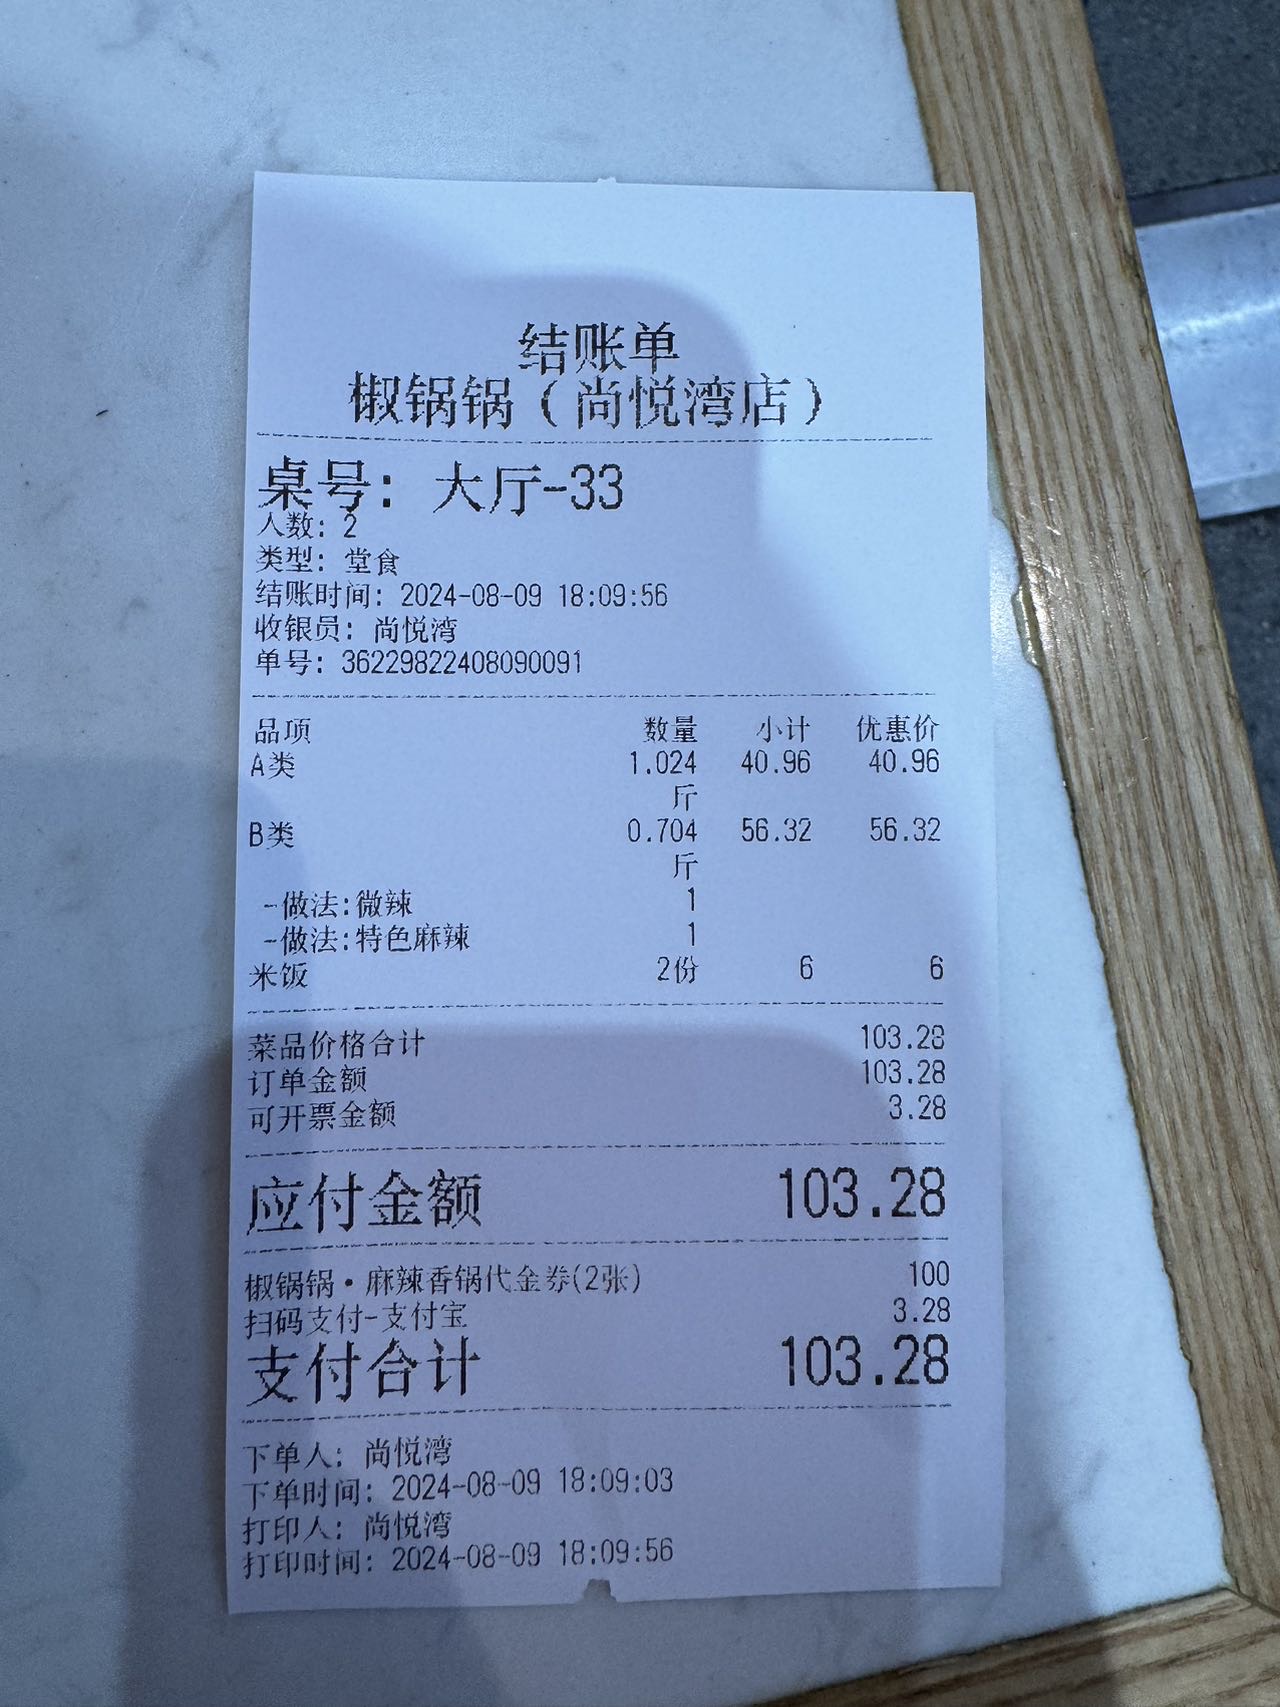 结账单
椒锅锅（尚悦湾店）
桌号：大厅-33
人数：2
类型：堂食
结账时间：2024-08-09 18:09:56
收银员：尚悦湾
单号：36229822408090091
品项 数量 小计 优惠价
A类 1.024 40.96 40.96
斤
B类 0.704 56.32 56.32
斤
-做法:微辣 1
-做法:特色麻辣 1
米饭 2份 6 6
菜品价格合计 103.28
订单金额 103.28
可开票金额 3.28
应付金额 103.28
椒锅锅·麻辣香锅代金券(2张) 100
扫码支付-支付宝 3.28
支付合计 103.28
下单人：尚悦湾
下单时间：2024-08-09 18:09:03
打印人：尚悦湾
打印时间：2024-08-09 18:09:56